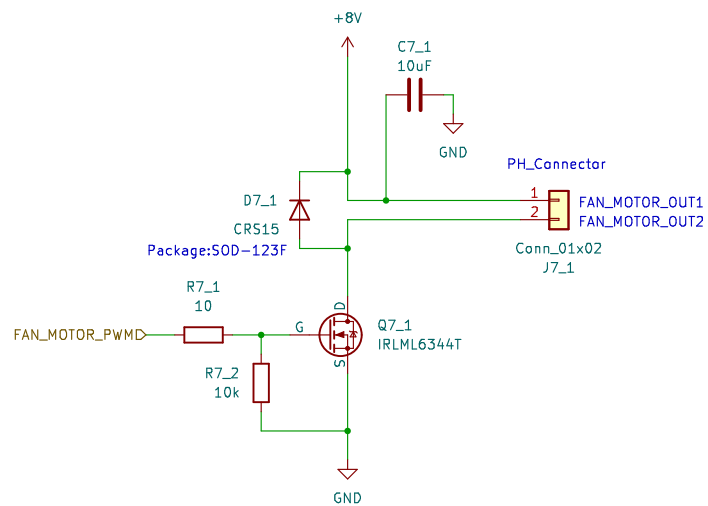 +8V
C7_1
10uF
GND
PH_Connector
D7_1
CRS15
Package:SOD-123F
1
2
FAN_MOTOR_OUT1
FAN_MOTOR_OUT2
Conn_01x02
J7_1
R7_1
10
FAN_MOTOR_PWM
G
D
S
Q7_1
IRLML6344T
R7_2
10k
GND